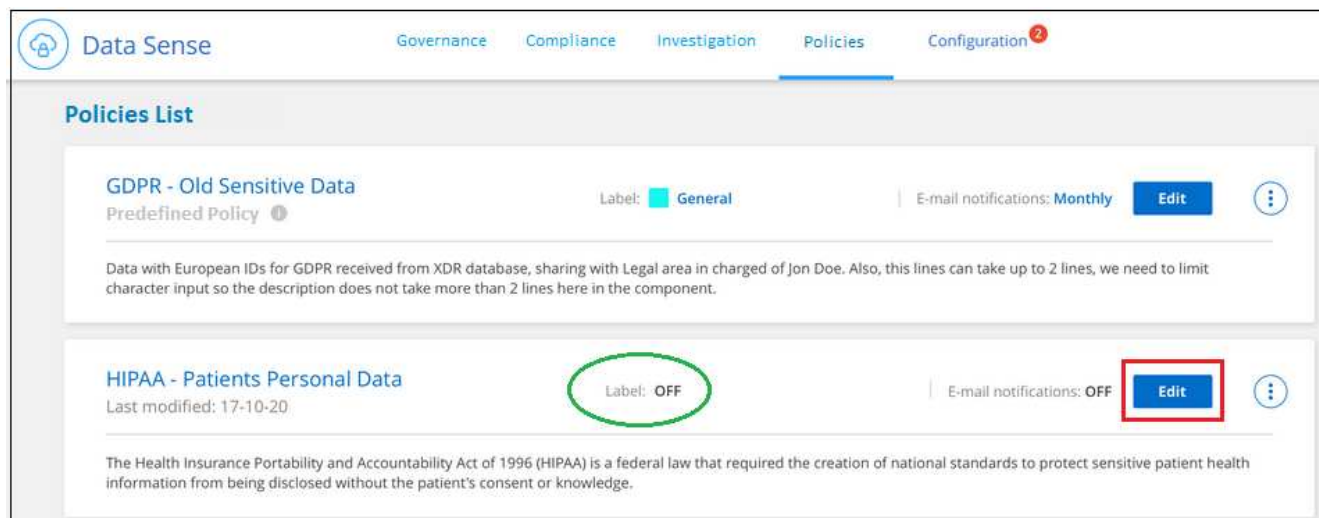 Data Sense
Governance
Compliance
Investigation
Policies
Configuration
2
Policies List
GDPR - Old Sensitive Data
Predefined Policy
Label: General
E-mail notifications: Monthly
Edit
Data with European IDs for GDPR received from XDR database, sharing with Legal area in charged of Jon Doe. Also, this lines can take up to 2 lines, we need to limit
character input so the description does not take more than 2 lines here in the component.
HIPAA - Patients Personal Data
Last modified: 17-10-20
Label: OFF
E-mail notifications: OFF
Edit
The Health Insurance Portability and Accountability Act of 1996 (HIPAA) is a federal law that required the creation of national standards to protect sensitive patient health
information from being disclosed without the patient's consent or knowledge.